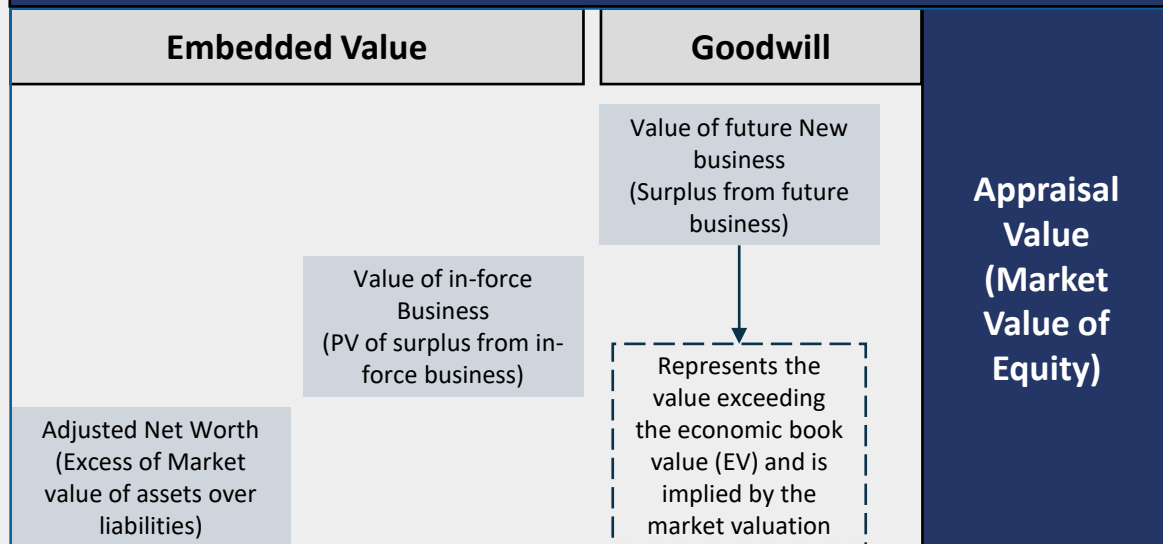 Embedded Value
Goodwill
Value of future New
business
(Surplus from future
business)
Value of in-force
Business
(PV of surplus from in-
force business)
Adjusted Net Worth
(Excess of Market
value of assets over
liabilities)
Represents the
value exceeding
the economic book
value (EV) and is
implied by the
market valuation
Appraisal
Value
(Market
Value of
Equity)